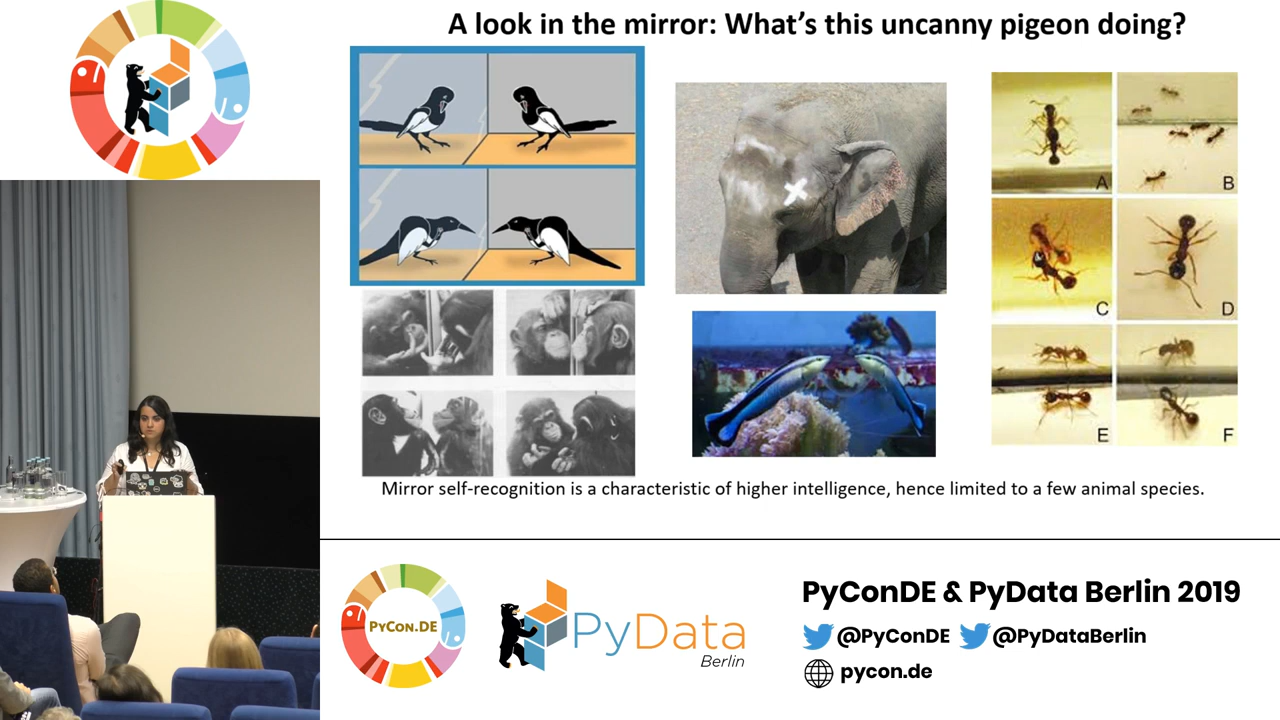 A look in the mirror: What's this uncanny pigeon doing?
A
B
C
D
E
F
Mirror self-recognition is a characteristic of higher intelligence, hence limited to a few animal species.
PYCON.DE
PyData
Berlin
PyConDE & PyData Berlin 2019
@PyConDE @PyDataBerlin
pycon.de